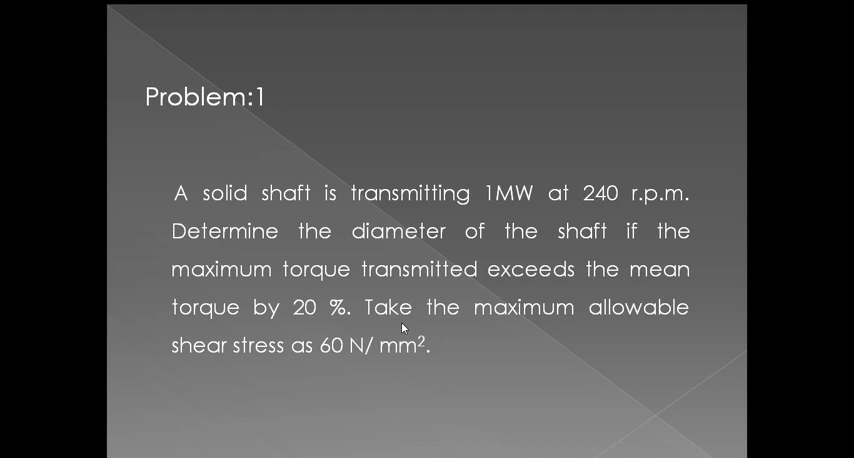 Problem:1
A solid shaft is transmitting 1MW at 240 r.p.m.
Determine the diameter of the shaft if the
maximum torque transmitted exceeds the mean
torque by 20 %. Take the maximum allowable
shear stress as 60 N/ mm².